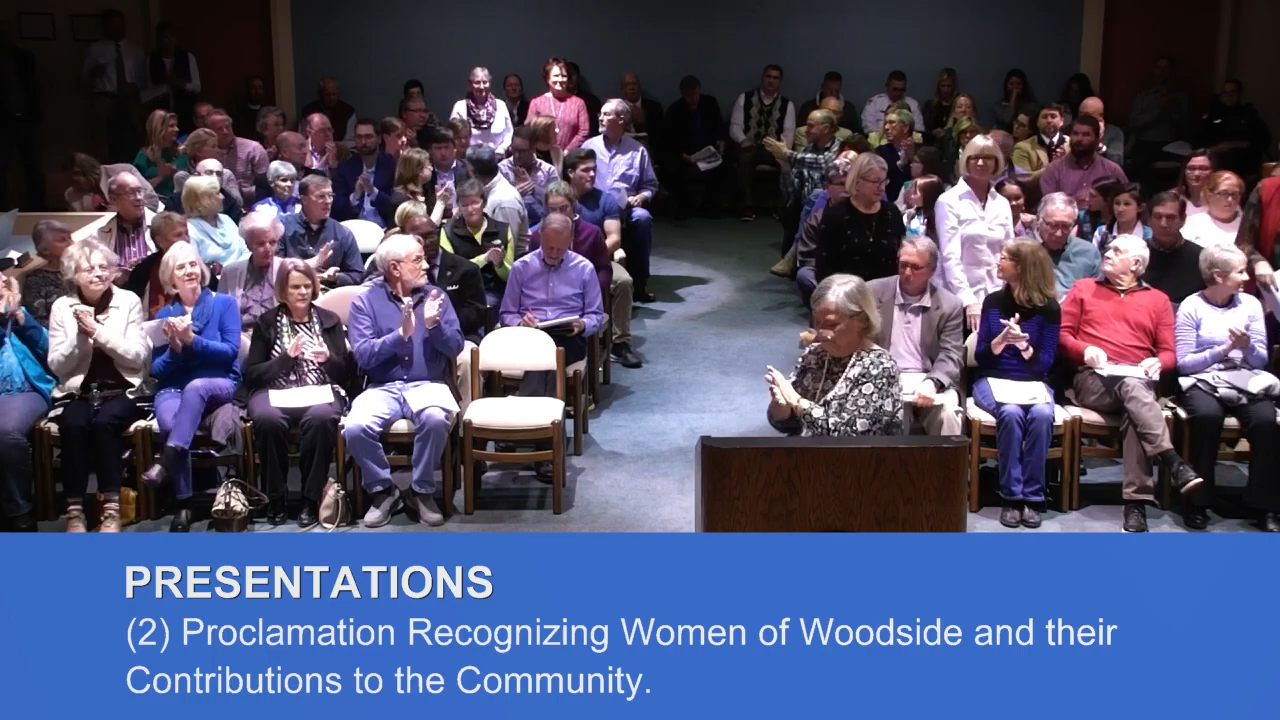 PRESENTATIONS
(2) Proclamation Recognizing Women of Woodside and their
Contributions to the Community.